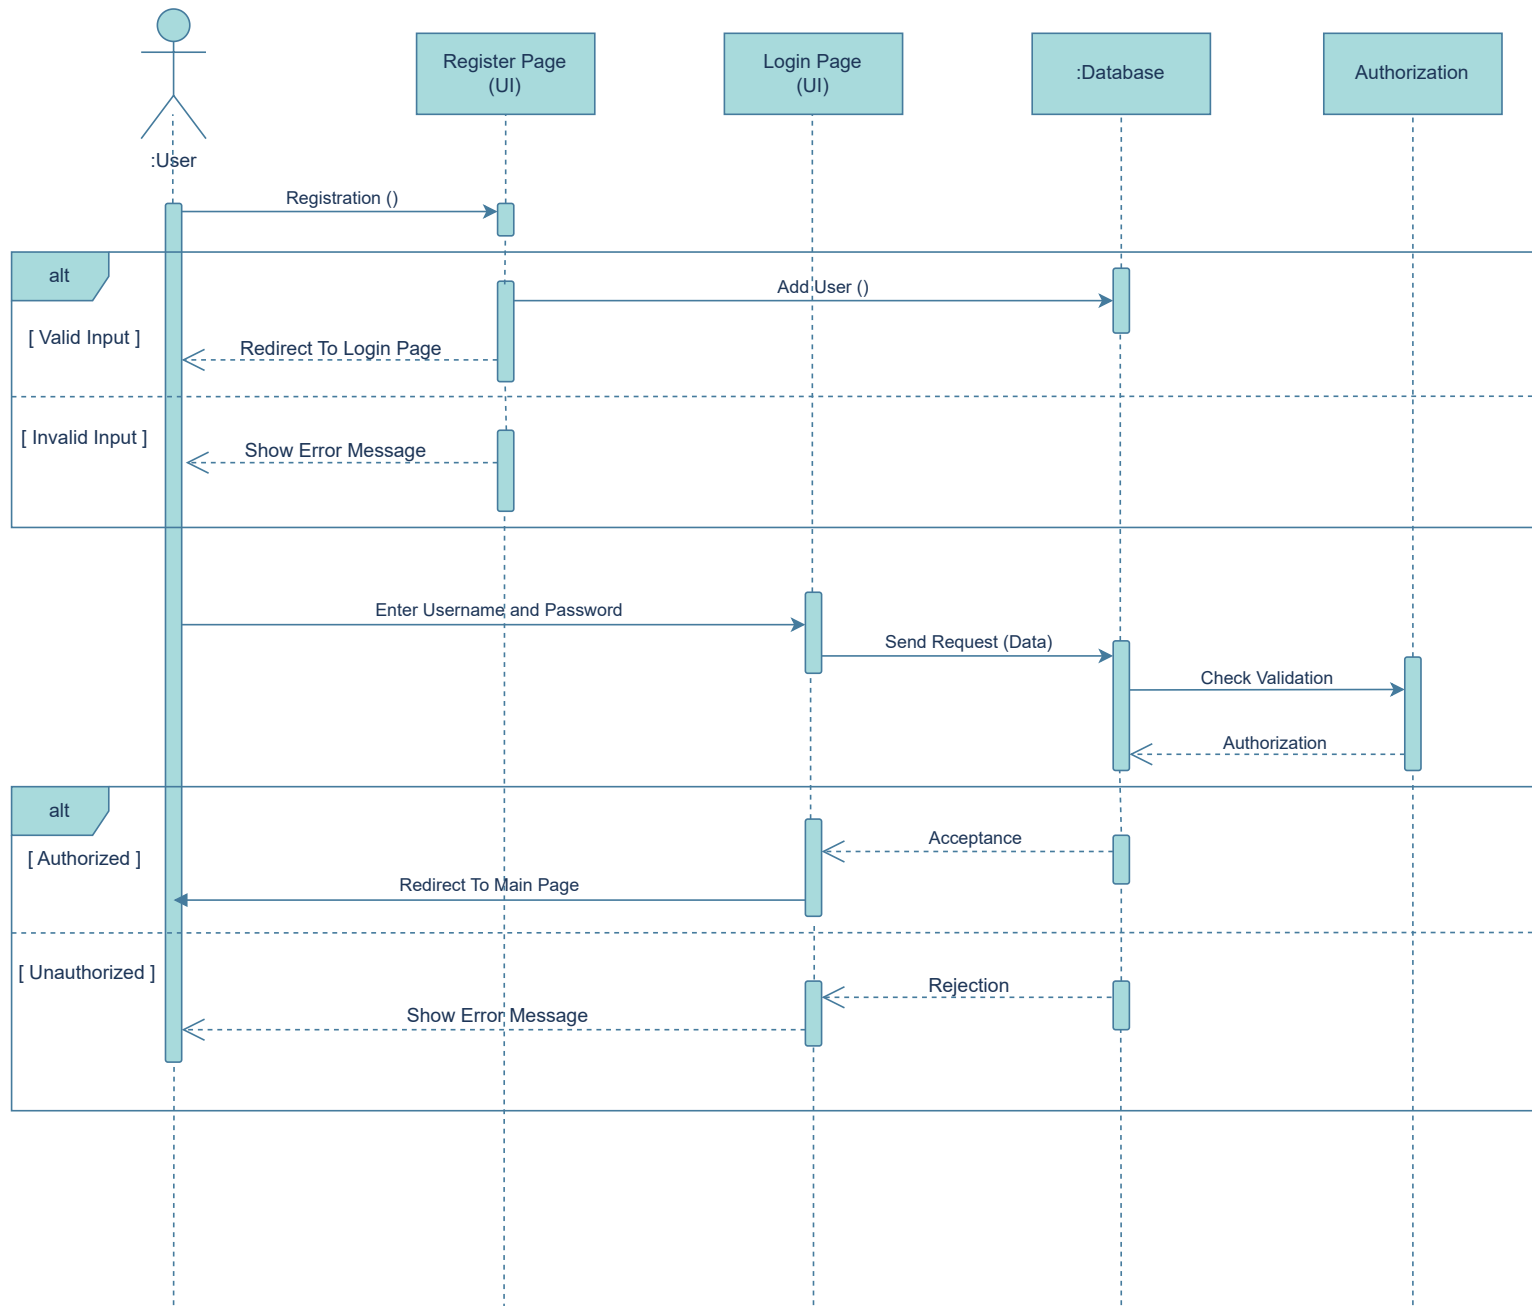 Register Page
(UI)
Login Page
(UI)
:Database
Authorization
:User
Registration ()
alt
Add User ()
[ Valid Input ]
Redirect To Login Page
[ Invalid Input ]
Show Error Message
Enter Username and Password
Send Request (Data)
Check Validation
Authorization
alt
Acceptance
[ Authorized ]
Redirect To Main Page
[ Unauthorized ]
Rejection
Show Error Message